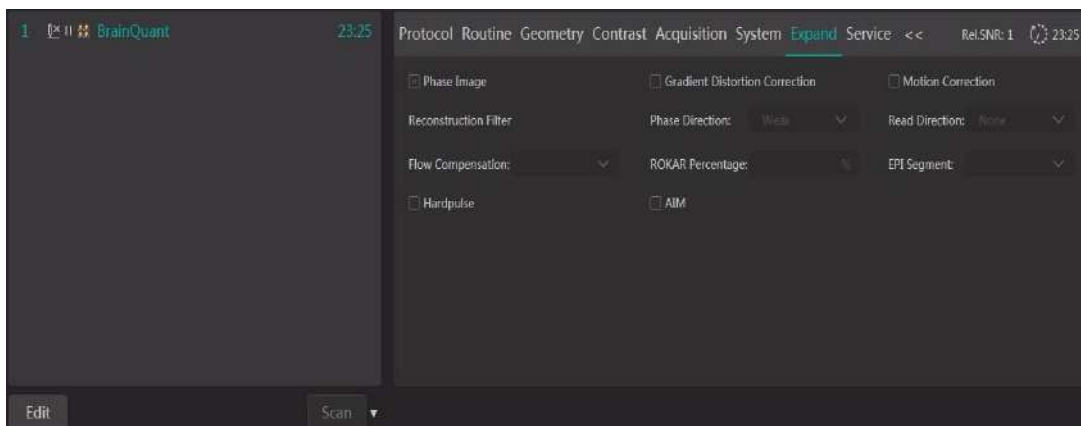 1 BrainQuant 23:25
Protocol Routine Geometry Contrast Acquisition System Expand Service << Rel.SNR: 1 23:25
Phase Image Gradient Distortion Correction Motion Correction
Reconstruction Filter Phase Direction: Weak Read Direction: None
Flow Compensation: ROKAR Percentage: % EPI Segment:
Hardpulse AIM
Edit Scan